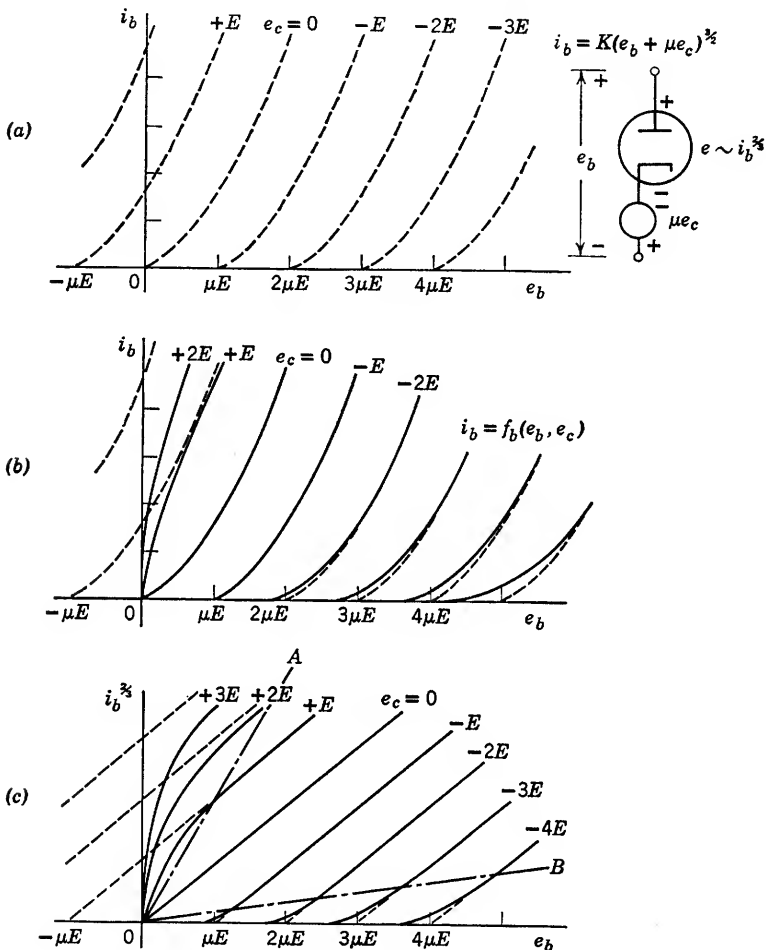 i_b
+E
e_c = 0
−E
−2E
−3E
i_b = K(e_b + μe_c)^{3/2}
(a)
+
+
e_b
e ~ i_b^{2/3}
−
−
μe_c
−
+
−μE
0
μE
2μE
3μE
4μE
e_b
i_b
+2E
+E
e_c = 0
−E
−2E
i_b = f_b(e_b, e_c)
(b)
−μE
0
μE
2μE
3μE
4μE
e_b
A
i_b^{2/3}
+3E
+2E
+E
e_c = 0
−E
−2E
−3E
−4E
(c)
B
−μE
0
μE
2μE
3μE
4μE
e_b